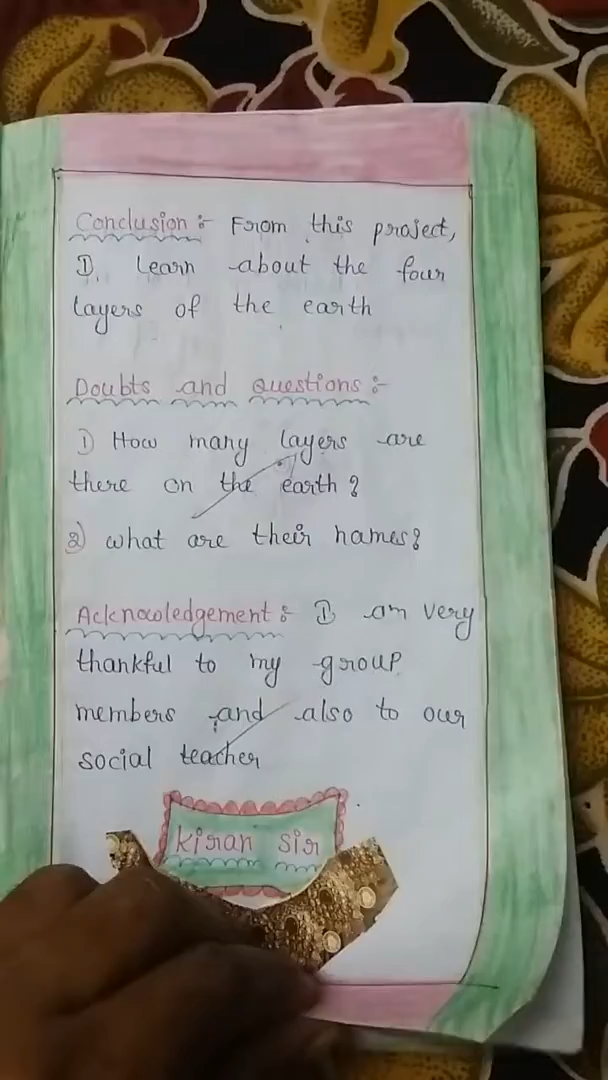 Conclusion :- From this project,
I learn about the four
layers of the earth
Doubts and Questions :-
1) How many layers are
there on the earth ?
2) what are their names?
Acknowledgement :- I am very
thankful to my group
members and also to our
social teacher
Kiran Sir